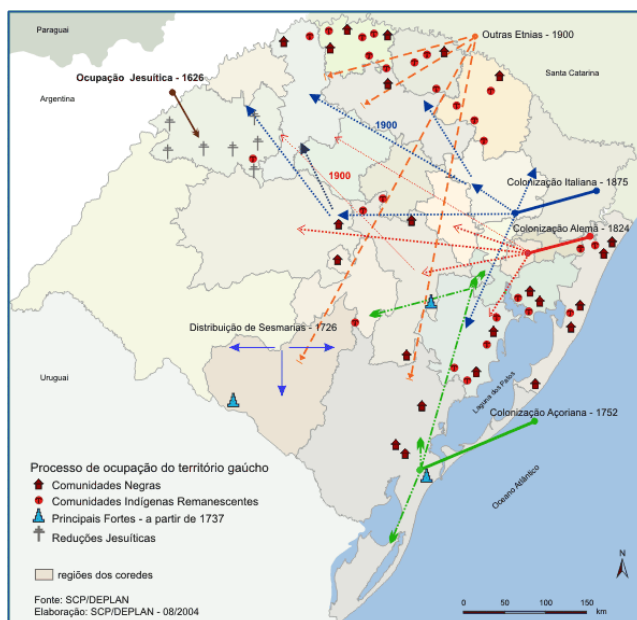 Paraguai
Outras Etnias - 1900
Ocupação Jesuítica - 1626
Santa Catarina
Argentina
1900
1900
Colonização Italiana - 1875
Colonização Alemã - 1824
Distribuição de Sesmarias - 1726
Uruguai
Laguna dos Patos
Colonização Açoriana - 1752
Oceano Atlântico
Processo de ocupação do território gaúcho
Comunidades Negras
Comunidades Indígenas Remanescentes
Principais Fortes - a partir de 1737
Reduções Jesuíticas
regiões dos coredes
Fonte: SCP/DEPLAN
Elaboração: SCP/DEPLAN - 08/2004
N
0 50 100 150
km